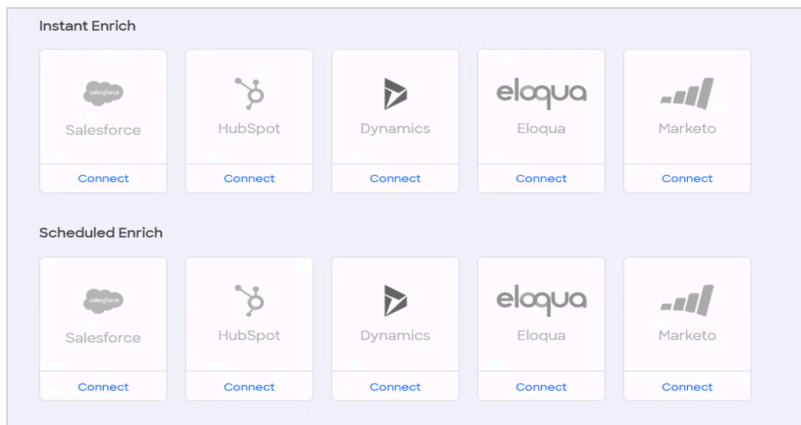 Instant Enrich
salesforce
eloqua
Salesforce HubSpot Dynamics Eloqua Marketo
Connect Connect Connect Connect Connect
Scheduled Enrich
salesforce
eloqua
Salesforce HubSpot Dynamics Eloqua Marketo
Connect Connect Connect Connect Connect